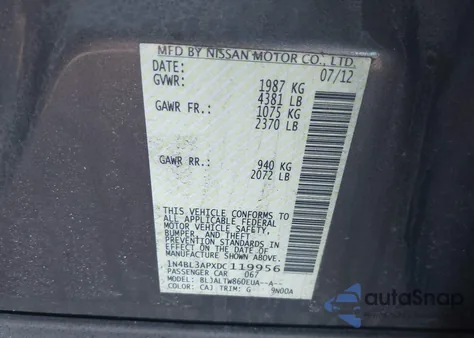 MFD BY NISSAN MOTOR CO., LTD.
DATE: 07/12
GVWR: 1987 KG
4381 LB
GAWR FR.: 1075 KG
2370 LB
GAWR RR.: 940 KG
2072 LB
THIS VEHICLE CONFORMS TO
ALL APPLICABLE FEDERAL
MOTOR VEHICLE SAFETY,
BUMPER, AND THEFT
PREVENTION STANDARDS IN
EFFECT ON THE DATE OF
MANUFACTURE SHOWN ABOVE.
1N4BL3APXDC 119956
PASSENGER CAR 067
MODEL: BL3ALTW860EUA--A--
COLOR: CAJ TRIM: G 9N00A
autoSnap